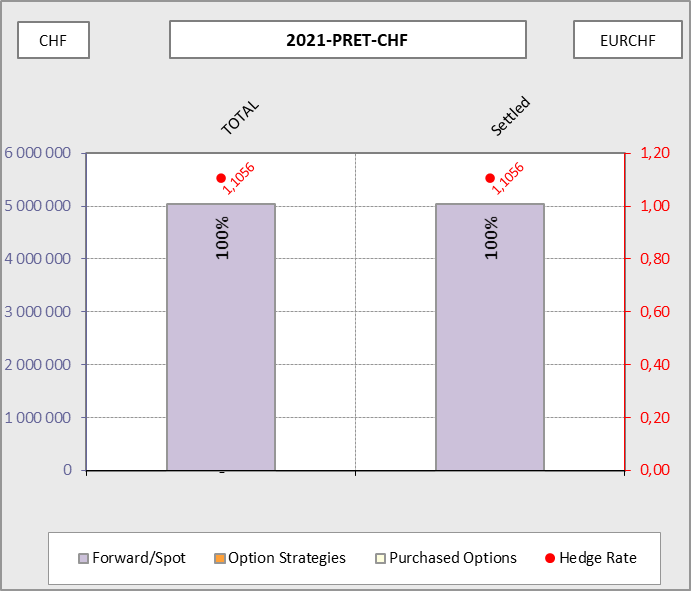 CHF
2021-PRET-CHF
EURCHF
TOTAL
Settled
6 000 000
5 000 000
4 000 000
3 000 000
2 000 000
1 000 000
0
1,1056
1,1056
100%
100%
-
1,20
1,00
0,80
0,60
0,40
0,20
0,00
Forward/Spot
Option Strategies
Purchased Options
Hedge Rate